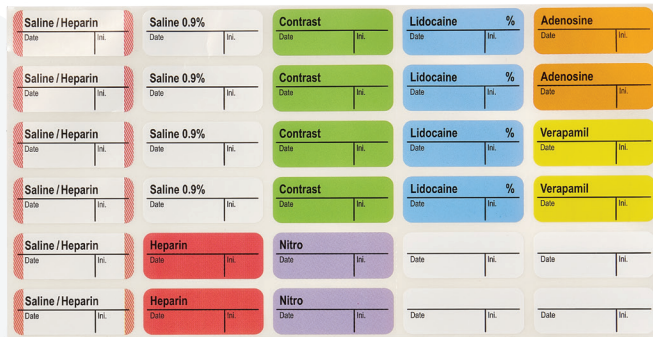 Saline / Heparin Saline 0.9% Contrast Lidocaine % Adenosine
Date Ini. Date Ini. Date Ini. Date Ini. Date Ini.
Saline / Heparin Saline 0.9% Contrast Lidocaine % Adenosine
Date Ini. Date Ini. Date Ini. Date Ini. Date Ini.
Saline / Heparin Saline 0.9% Contrast Lidocaine % Verapamil
Date Ini. Date Ini. Date Ini. Date Ini. Date Ini.
Saline / Heparin Saline 0.9% Contrast Lidocaine % Verapamil
Date Ini. Date Ini. Date Ini. Date Ini. Date Ini.
Saline / Heparin Heparin Nitro
Date Ini. Date Ini. Date Ini. Date Ini. Date Ini.
Saline / Heparin Heparin Nitro
Date Ini. Date Ini. Date Ini. Date Ini. Date Ini.